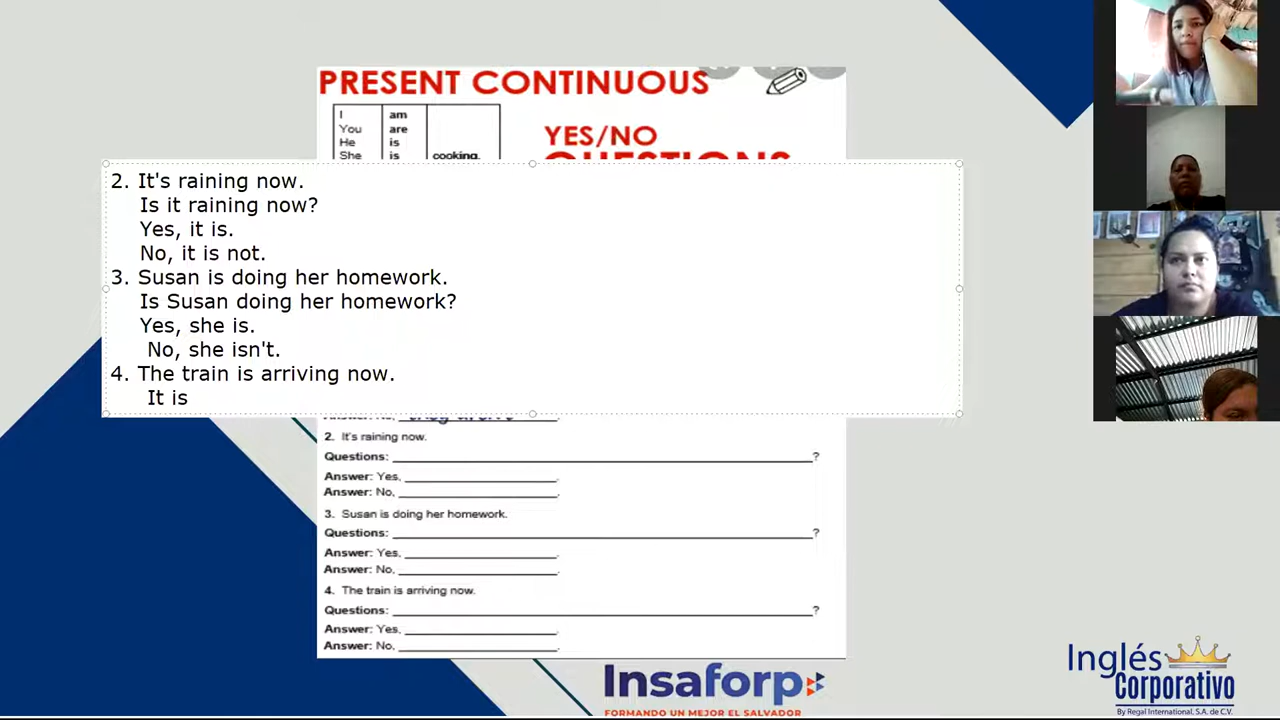 PRESENT CONTINUOUS
I am
You are
He is
She is cooking.
YES/NO
QUESTIONS
2. It's raining now.
Is it raining now?
Yes, it is.
No, it is not.
3. Susan is doing her homework.
Is Susan doing her homework?
Yes, she is.
No, she isn't.
4. The train is arriving now.
It is
Answer: No,
2. It's raining now.
Questions: ?
Answer: Yes, .
Answer: No, .
3. Susan is doing her homework.
Questions: ?
Answer: Yes, .
Answer: No, .
4. The train is arriving now.
Questions: ?
Answer: Yes, .
Answer: No, .
Insaforp
FORMANDO UN MEJOR EL SALVADOR
Inglés
Corporativo
By Regal International, S.A. de C.V.